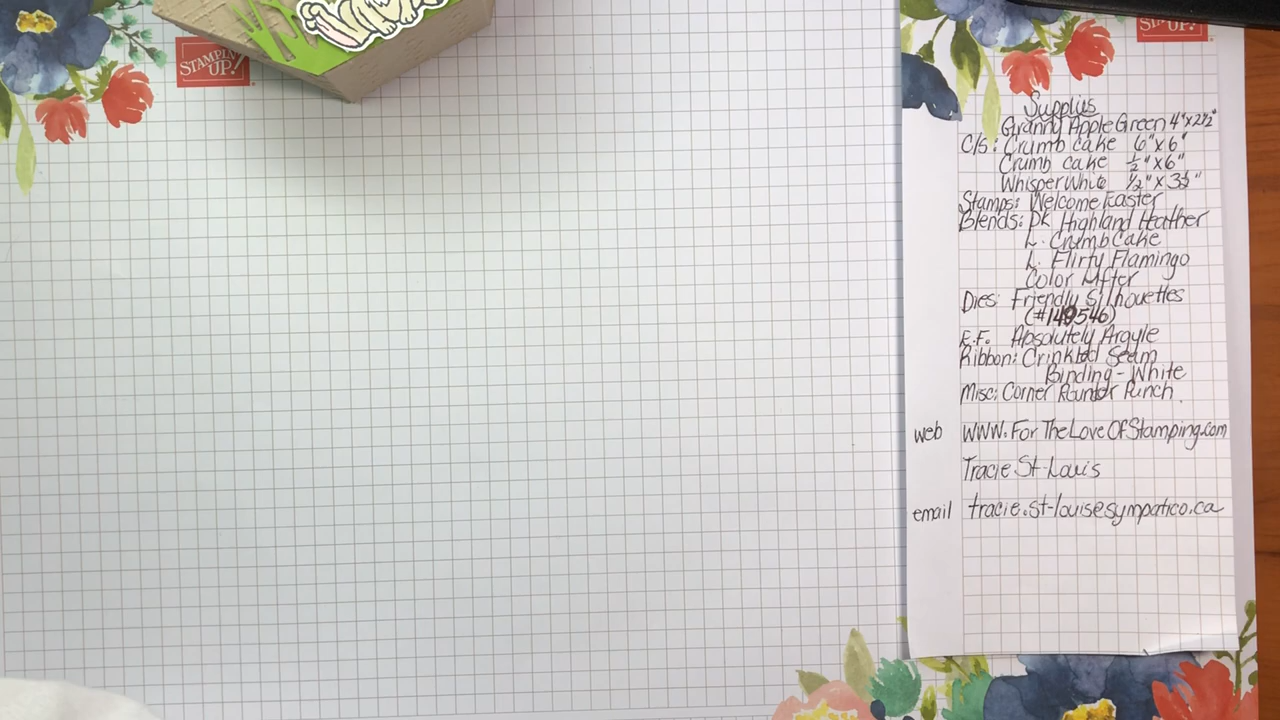 STAMPIN' UP!
STAMPIN' UP!
Supplies
Granny Apple Green 4"x2½"
C/S: Crumb cake 6"x6"
Crumb cake ½"x6"
Whisper White ½"x3½"
Stamps: Welcome Easter
Blends: DK Highland Heather
L. Crumb Cake
L. Flirty Flamingo
Color Lifter
Dies: Friendly Silhouettes
(#149546)
E.F. Absolutely Argyle
Ribbon: Crinkled Seam
Binding - White
Misc: Corner Rounder Punch.
web WWW.ForTheLoveOfStamping.com
Tracie St-Louis
email tracie.st-louis@sympatico.ca